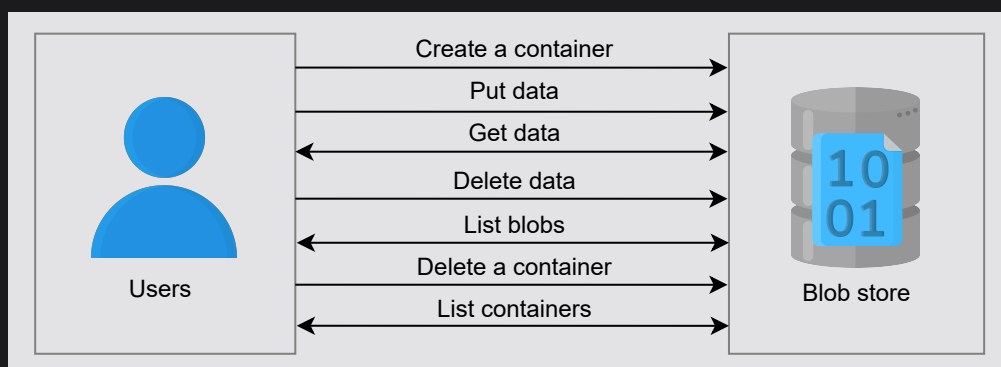 Create a container
Put data
Get data
Delete data
List blobs
Delete a container
List containers
Users
10
01
Blob store